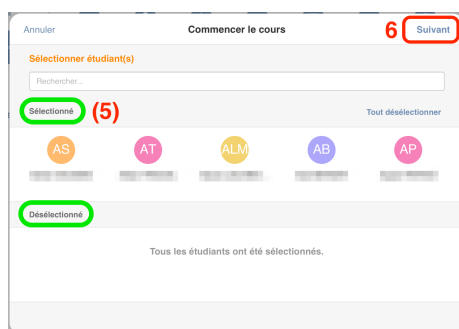 Annuler Commencer le cours 6 Suivant
Sélectionner étudiant(s)
Rechercher...
Sélectionné (5) Tout désélectionner
AS AT ALM AB AP
Désélectionné
Tous les étudiants ont été sélectionnés.